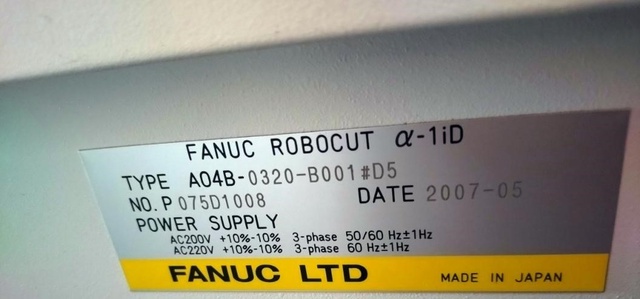 FANUC ROBOCUT α-1iD
TYPE A04B-0320-B001#D5
NO. P075D1008 DATE 2007-05
POWER SUPPLY
AC200V +10%-10% 3-phase 50/60 Hz±1Hz
AC220V +10%-10% 3-phase 60 Hz±1Hz
FANUC LTD MADE IN JAPAN